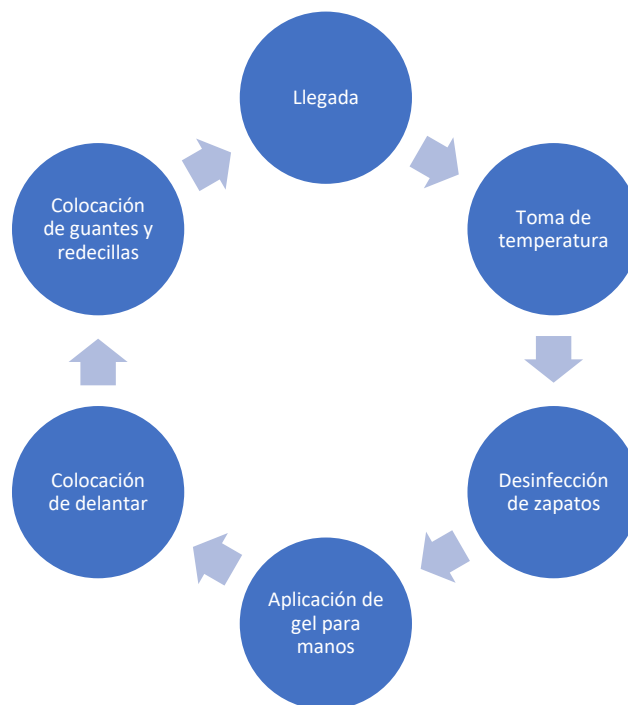 Llegada
Toma de
temperatura
Desinfección
de zapatos
Aplicación de
gel para
manos
Colocación
de delantar
Colocación
de guantes y
redecillas